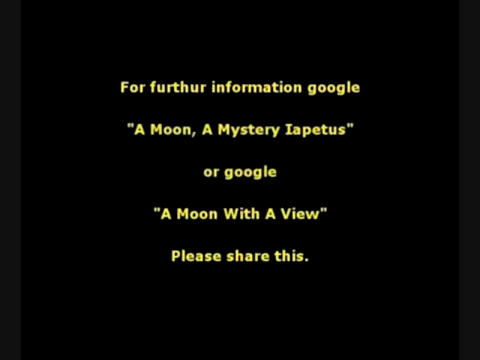 For furthur information google
"A Moon, A Mystery Iapetus"
or google
"A Moon With A View"
Please share this.